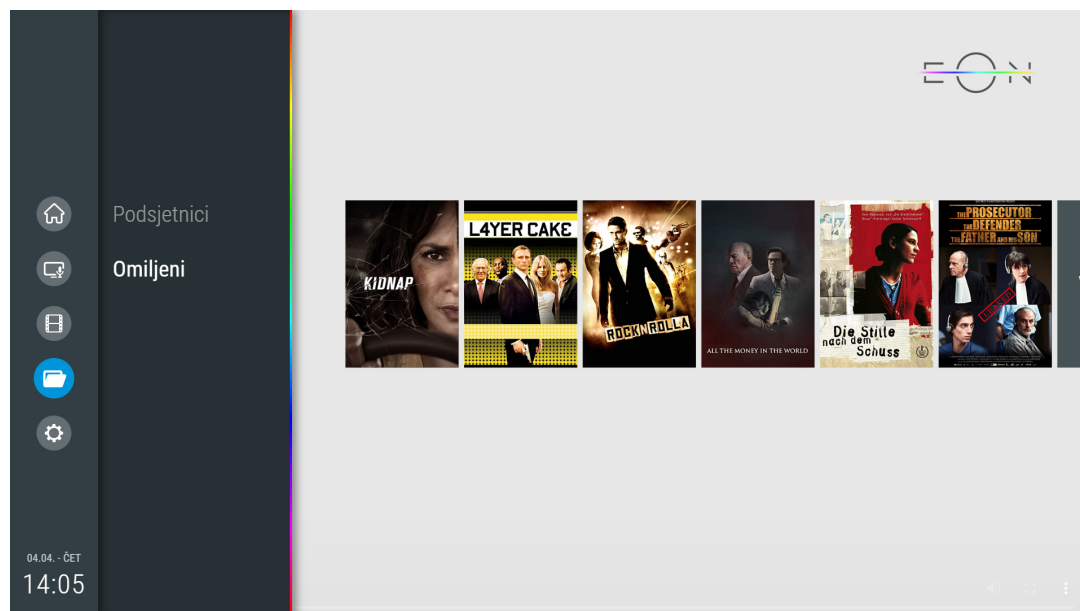 EON
Podsjetnici
Omiljeni
04.04. - ČET
14:05
KIDNAP
L4YER CAKE
ROCKNROLLA
ALL THE MONEY IN THE WORLD
Die Stille
nach dem
Schuss
THE PROSECUTOR
THE DEFENDER
THE FATHER AND HIS SON